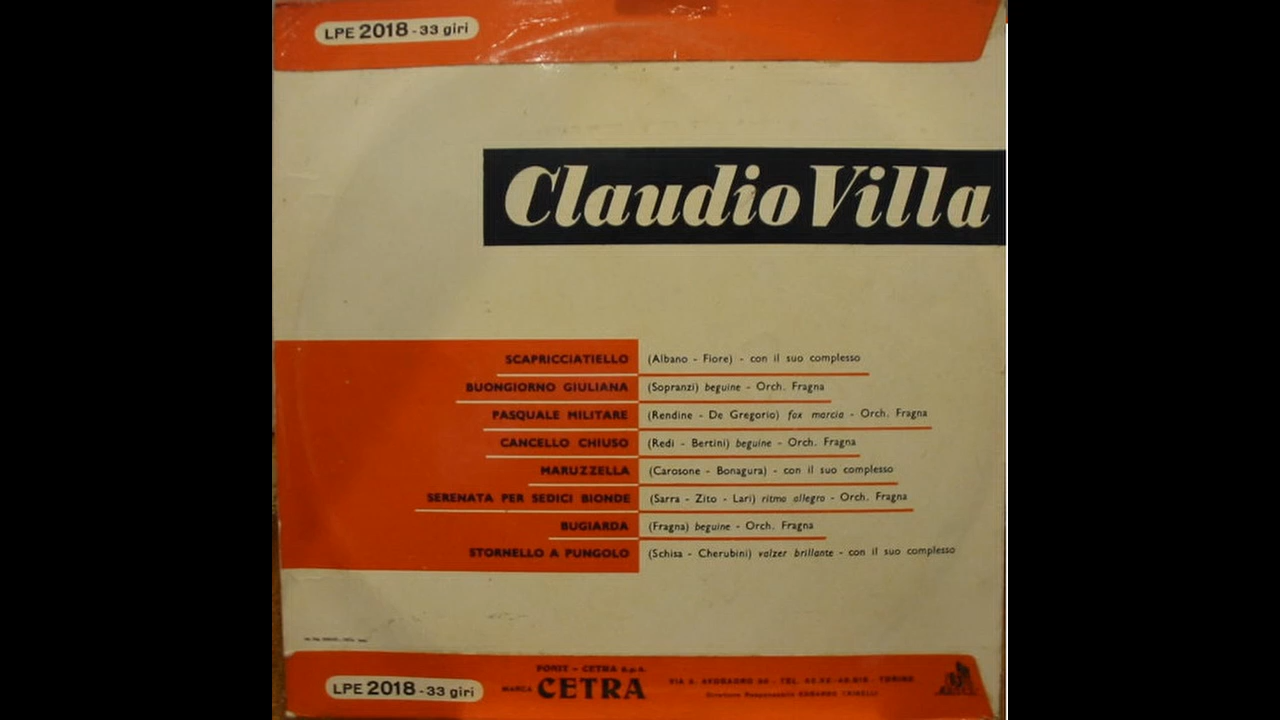 LPE 2018 - 33 giri
Claudio Villa
SCAPRICCIATIELLO (Albano - Fiore) - con il suo complesso
BUONGIORNO GIULIANA (Sopranzi) beguine - Orch. Fragna
PASQUALE MILITARE (Rendine - De Gregorio) fox marcia - Orch. Fragna
CANCELLO CHIUSO (Redi - Bertini) beguine - Orch. Fragna
MARUZZELLA (Carosone - Bonagura) - con il suo complesso
SERENATA PER SEDICI BIONDE (Sarra - Zito - Lari) ritmo allegro - Orch. Fragna
BUGIARDA (Fragna) beguine - Orch. Fragna
STORNELLO A PUNGOLO (Schisa - Cherubini) valzer brillante - con il suo complesso
FONIT - CETRA s.p.a.
LPE 2018 - 33 giri
MARCA CETRA
TORINO
Direttore Responsabile EDOARDO